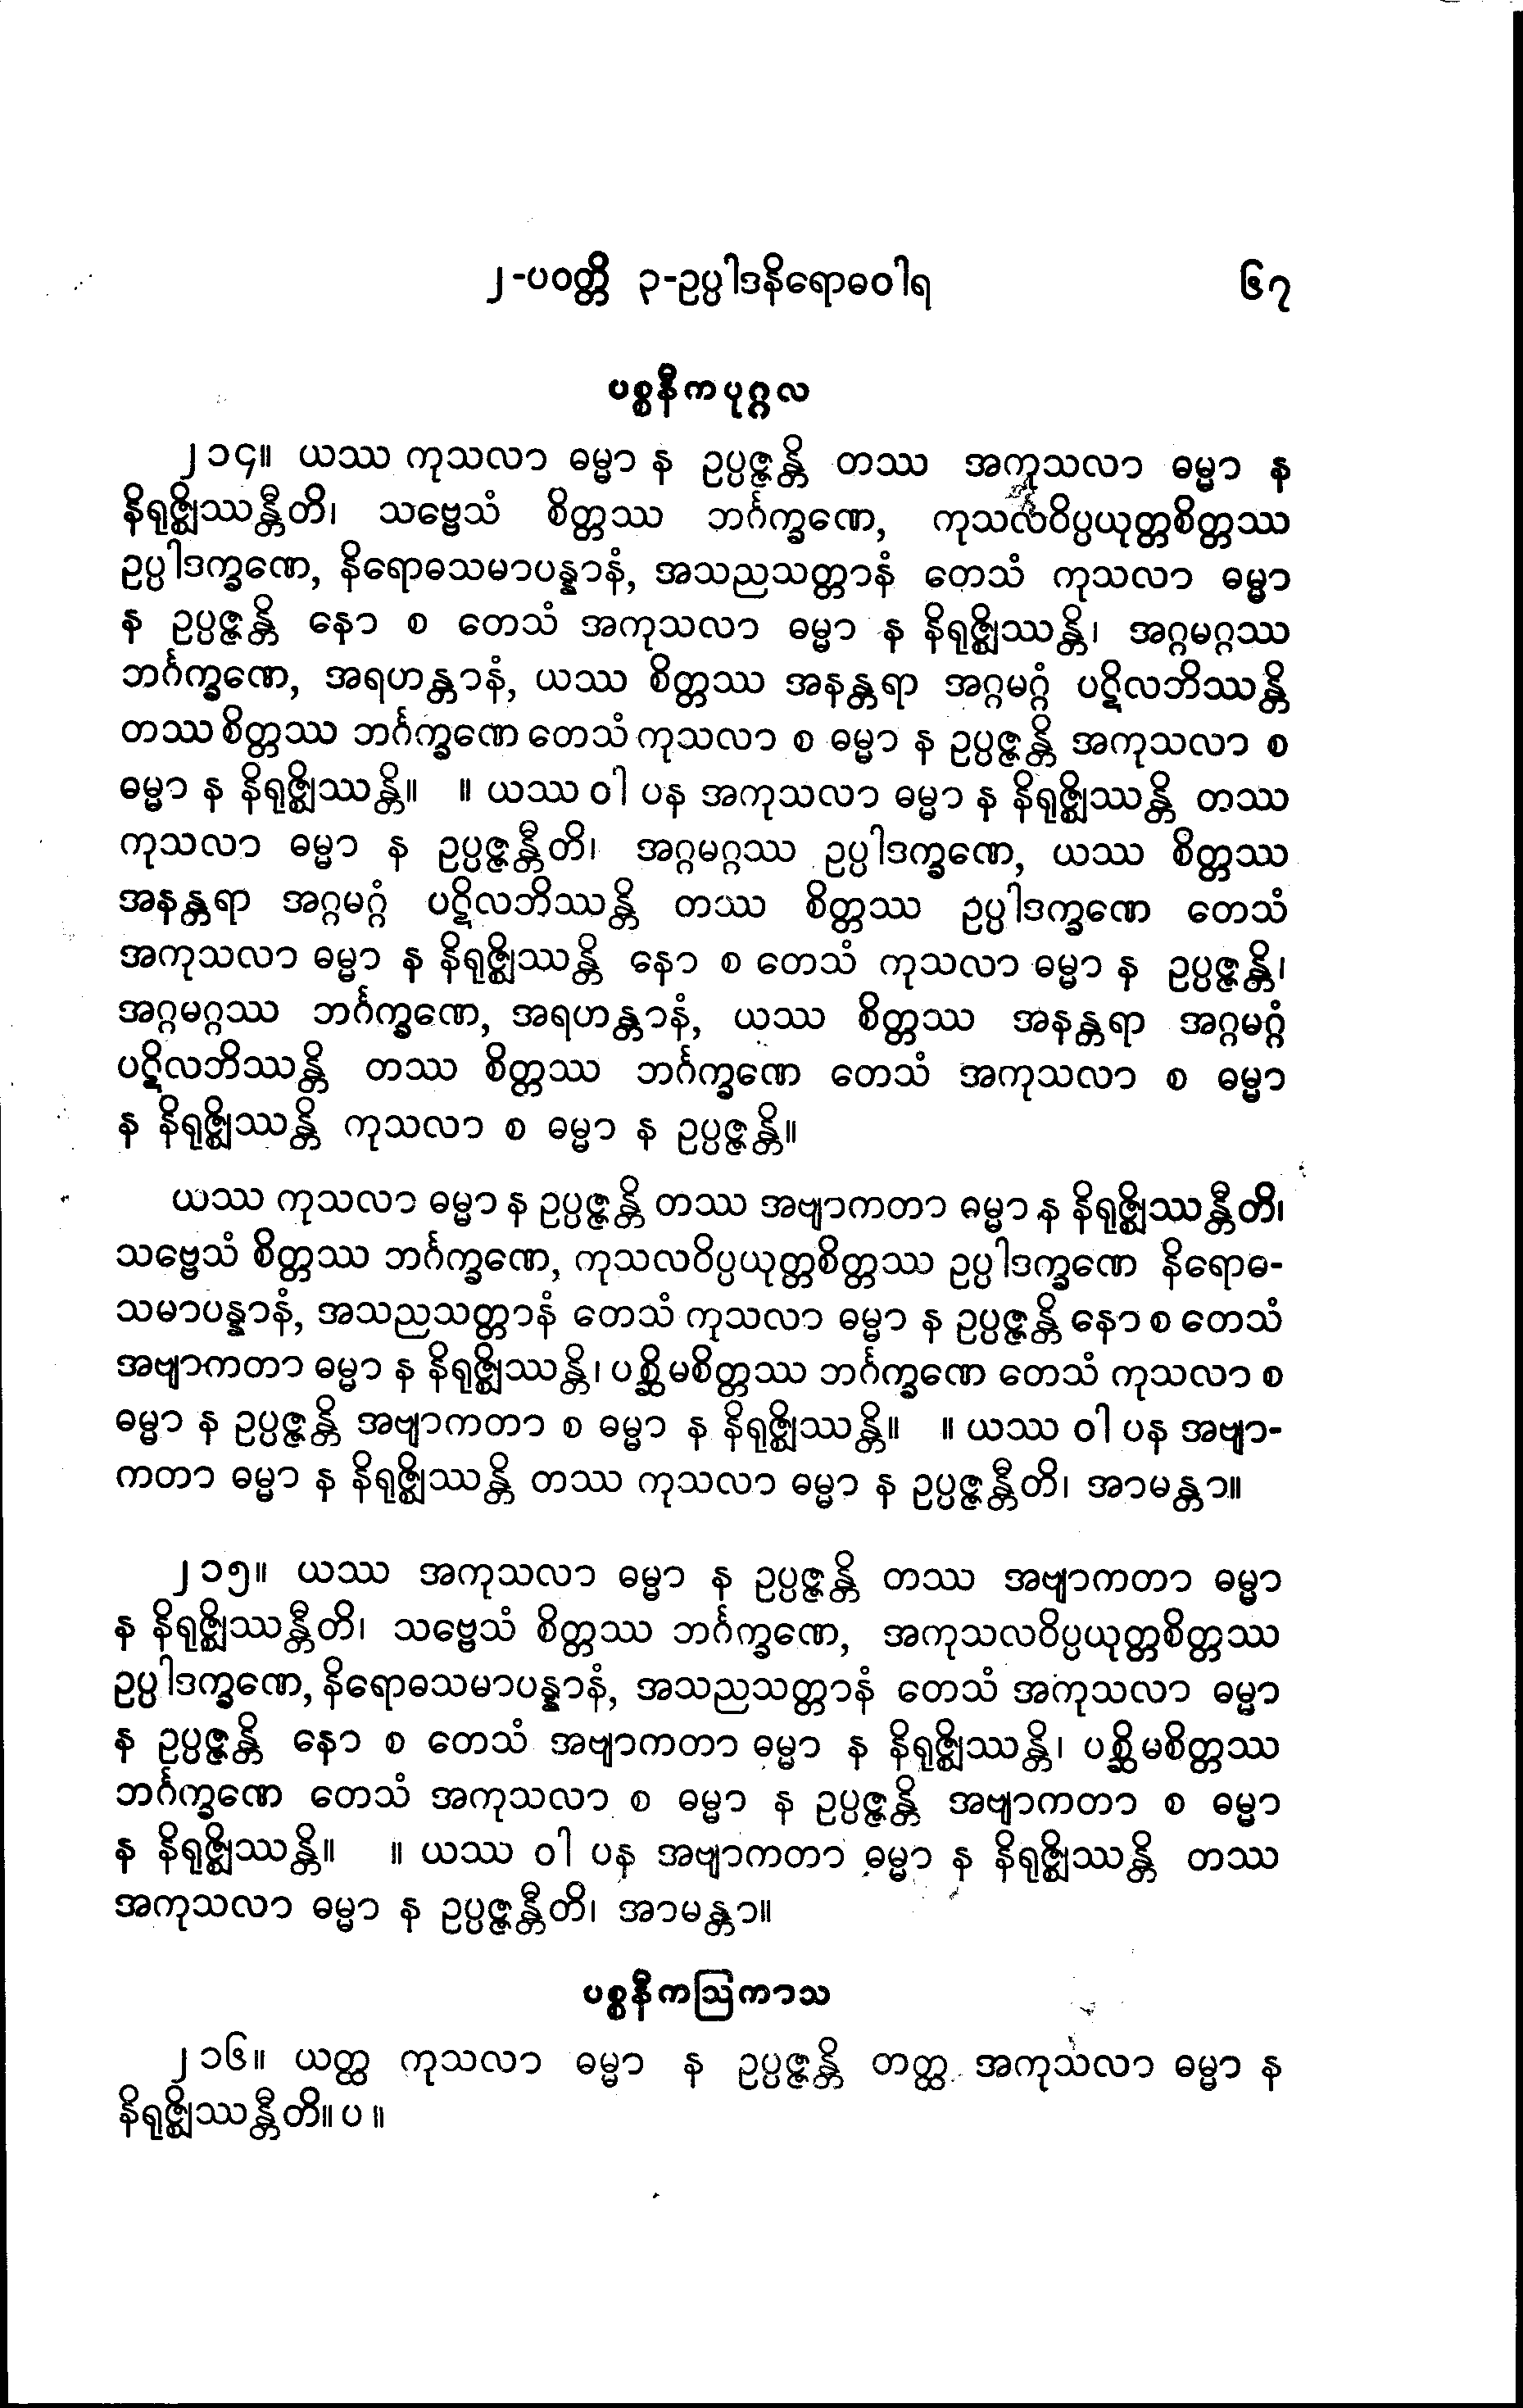 ၂-ပဝတ္တိ ၃-ဥပ္ပါဒနိရောဓဝါရ ၆၇
ပစ္စနီကပုဂ္ဂလ
၂၁၄။ ယဿ ကုသလာ ဓမ္မာ န ဥပ္ပဇ္ဇန္တိ တဿ အကုသလာ ဓမ္မာ န
နိရုဇ္ဈိဿန္တီတိ၊ သဗ္ဗေသံ စိတ္တဿ ဘင်္ဂက္ခဏေ, ကုသလဝိပ္ပယုတ္တစိတ္တဿ
ဥပ္ပါဒက္ခဏေ, နိရောဓသမာပန္နာနံ, အသညသတ္တာနံ တေသံ ကုသလာ ဓမ္မာ
န ဥပ္ပဇ္ဇန္တိ နော စ တေသံ အကုသလာ ဓမ္မာ န နိရုဇ္ဈိဿန္တိ၊ အဂ္ဂမဂ္ဂဿ
ဘင်္ဂက္ခဏေ, အရဟန္တာနံ, ယဿ စိတ္တဿ အနန္တရာ အဂ္ဂမဂ္ဂံ ပဋိလဘိဿန္တိ
တဿ စိတ္တဿ ဘင်္ဂက္ခဏေ တေသံ ကုသလာ စ ဓမ္မာ န ဥပ္ပဇ္ဇန္တိ အကုသလာ စ
ဓမ္မာ န နိရုဇ္ဈိဿန္တိ။ ။ ယဿ ဝါ ပန အကုသလာ ဓမ္မာ န နိရုဇ္ဈိဿန္တိ တဿ
ကုသလာ ဓမ္မာ န ဥပ္ပဇ္ဇန္တီတိ၊ အဂ္ဂမဂ္ဂဿ ဥပ္ပါဒက္ခဏေ, ယဿ စိတ္တဿ
အနန္တရာ အဂ္ဂမဂ္ဂံ ပဋိလဘိဿန္တိ တဿ စိတ္တဿ ဥပ္ပါဒက္ခဏေ တေသံ
အကုသလာ ဓမ္မာ န နိရုဇ္ဈိဿန္တိ နော စ တေသံ ကုသလာ ဓမ္မာ န ဥပ္ပဇ္ဇန္တိ၊
အဂ္ဂမဂ္ဂဿ ဘင်္ဂက္ခဏေ, အရဟန္တာနံ, ယဿ စိတ္တဿ အနန္တရာ အဂ္ဂမဂ္ဂံ
ပဋိလဘိဿန္တိ တဿ စိတ္တဿ ဘင်္ဂက္ခဏေ တေသံ အကုသလာ စ ဓမ္မာ
န နိရုဇ္ဈိဿန္တိ ကုသလာ စ ဓမ္မာ န ဥပ္ပဇ္ဇန္တိ။
ယဿ ကုသလာ ဓမ္မာ န ဥပ္ပဇ္ဇန္တိ တဿ အဗျာကတာ ဓမ္မာ န နိရုဇ္ဈိဿန္တီတိ၊
သဗ္ဗေသံ စိတ္တဿ ဘင်္ဂက္ခဏေ, ကုသလဝိပ္ပယုတ္တစိတ္တဿ ဥပ္ပါဒက္ခဏေ နိရောဓ-
သမာပန္နာနံ, အသညသတ္တာနံ တေသံ ကုသလာ ဓမ္မာ န ဥပ္ပဇ္ဇန္တိ နော စ တေသံ
အဗျာကတာ ဓမ္မာ န နိရုဇ္ဈိဿန္တိ၊ ပစ္ဆိမစိတ္တဿ ဘင်္ဂက္ခဏေ တေသံ ကုသလာ စ
ဓမ္မာ န ဥပ္ပဇ္ဇန္တိ အဗျာကတာ စ ဓမ္မာ န နိရုဇ္ဈိဿန္တိ။ ။ ယဿ ဝါ ပန အဗျာ-
ကတာ ဓမ္မာ န နိရုဇ္ဈိဿန္တိ တဿ ကုသလာ ဓမ္မာ န ဥပ္ပဇ္ဇန္တီတိ၊ အာမန္တာ။
၂၁၅။ ယဿ အကုသလာ ဓမ္မာ န ဥပ္ပဇ္ဇန္တိ တဿ အဗျာကတာ ဓမ္မာ
န နိရုဇ္ဈိဿန္တီတိ၊ သဗ္ဗေသံ စိတ္တဿ ဘင်္ဂက္ခဏေ, အကုသလဝိပ္ပယုတ္တစိတ္တဿ
ဥပ္ပါဒက္ခဏေ, နိရောဓသမာပန္နာနံ, အသညသတ္တာနံ တေသံ အကုသလာ ဓမ္မာ
န ဥပ္ပဇ္ဇန္တိ နော စ တေသံ အဗျာကတာ ဓမ္မာ န နိရုဇ္ဈိဿန္တိ၊ ပစ္ဆိမစိတ္တဿ
ဘင်္ဂက္ခဏေ တေသံ အကုသလာ စ ဓမ္မာ န ဥပ္ပဇ္ဇန္တိ အဗျာကတာ စ ဓမ္မာ
န နိရုဇ္ဈိဿန္တိ။ ။ ယဿ ဝါ ပန အဗျာကတာ ဓမ္မာ န နိရုဇ္ဈိဿန္တိ တဿ
အကုသလာ ဓမ္မာ န ဥပ္ပဇ္ဇန္တီတိ၊ အာမန္တာ။
ပစ္စနီကဩကာသ
၂၁၆။ ယတ္ထ ကုသလာ ဓမ္မာ န ဥပ္ပဇ္ဇန္တိ တတ္ထ အကုသလာ ဓမ္မာ န
နိရုဇ္ဈိဿန္တီတိ။ ပ ။